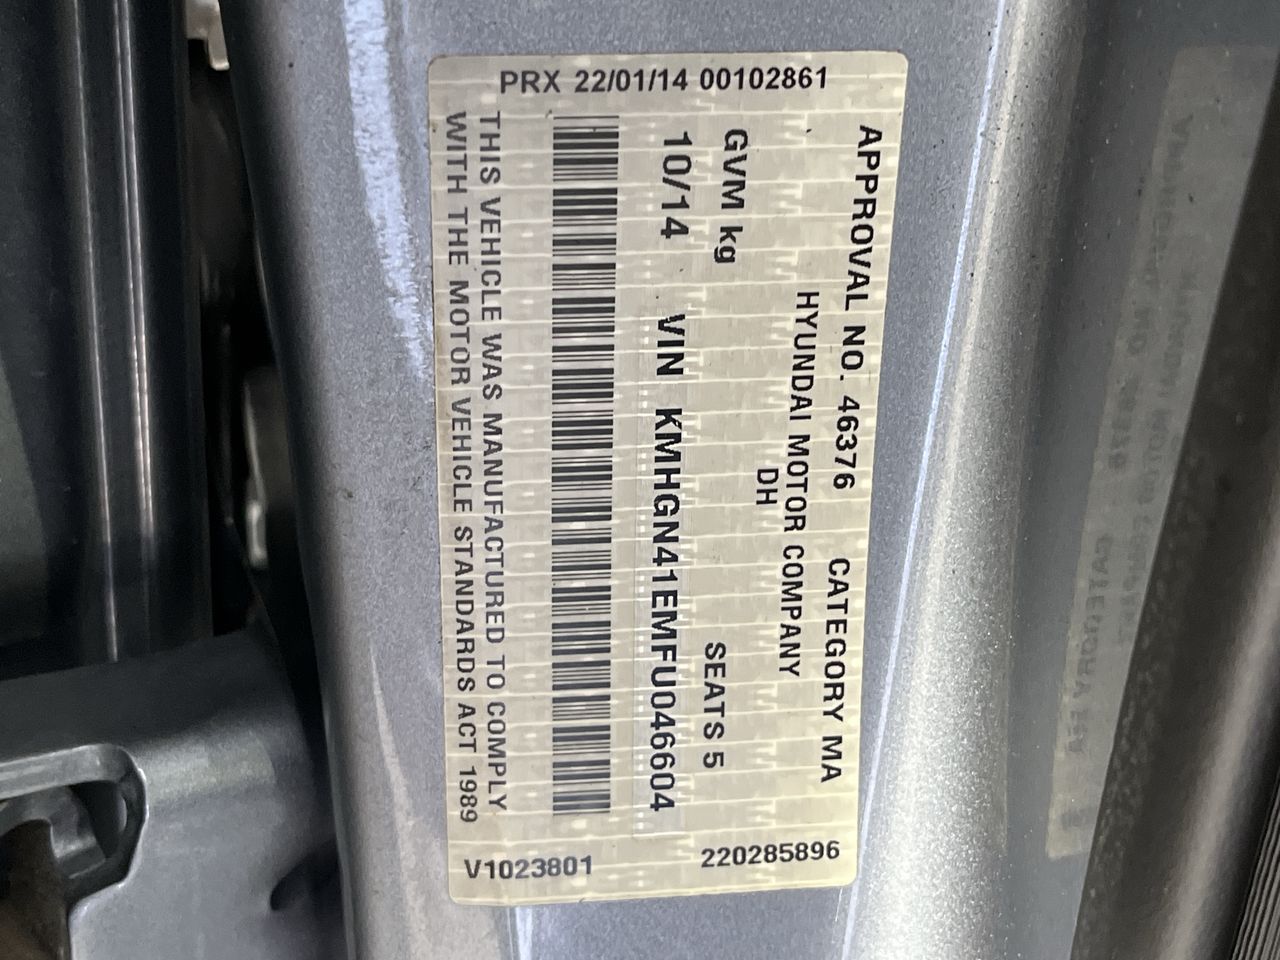 PRX 22/01/14 00102861
APPROVAL NO. 46376 CATEGORY MA
HYUNDAI MOTOR COMPANY
DH
GVM kg SEATS 5
10/14 VIN KMHGN41EMFU046604
THIS VEHICLE WAS MANUFACTURED TO COMPLY
WITH THE MOTOR VEHICLE STANDARDS ACT 1989
V1023801 220285896